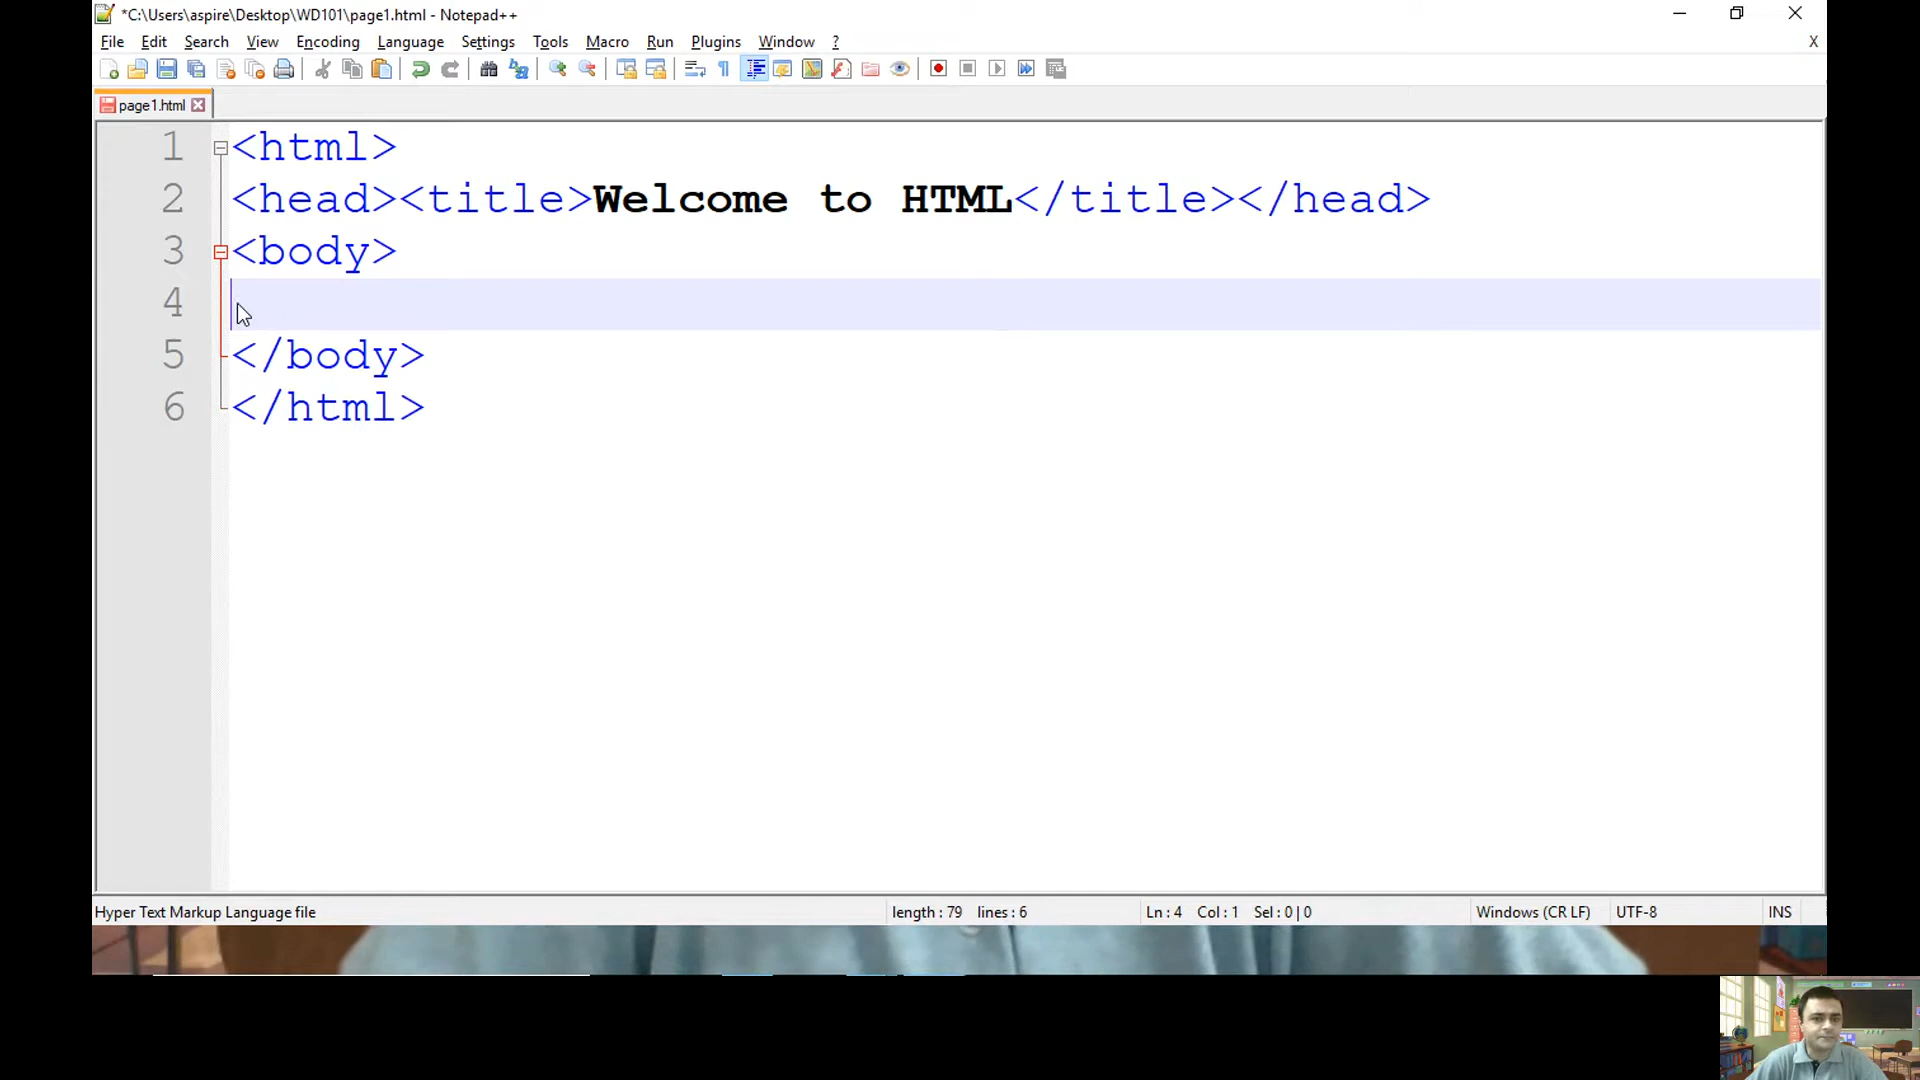 *C:\Users\aspire\Desktop\WD101\page1.html - Notepad++
File Edit Search View Encoding Language Settings Tools Macro Run Plugins Window ? X
page1.html
1 <html>
2 <head><title>Welcome to HTML</title></head>
3 <body>
4
5 </body>
6 </html>
Hyper Text Markup Language file length : 79 lines : 6 Ln : 4 Col : 1 Sel : 0 | 0 Windows (CR LF) UTF-8 INS